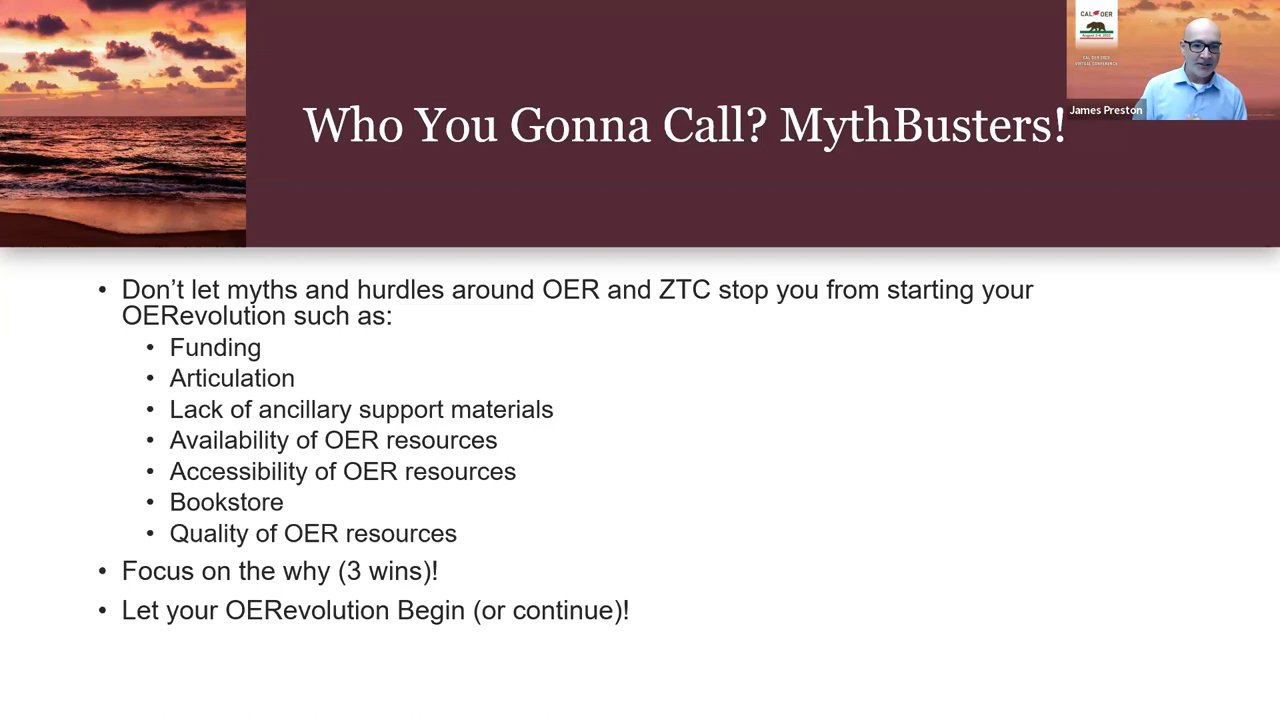 Who You Gonna Call? MythBusters!
CAL OER
James Preston
• Don’t let myths and hurdles around OER and ZTC stop you from starting your
OERevolution such as:
• Funding
• Articulation
• Lack of ancillary support materials
• Availability of OER resources
• Accessibility of OER resources
• Bookstore
• Quality of OER resources
• Focus on the why (3 wins)!
• Let your OERevolution Begin (or continue)!